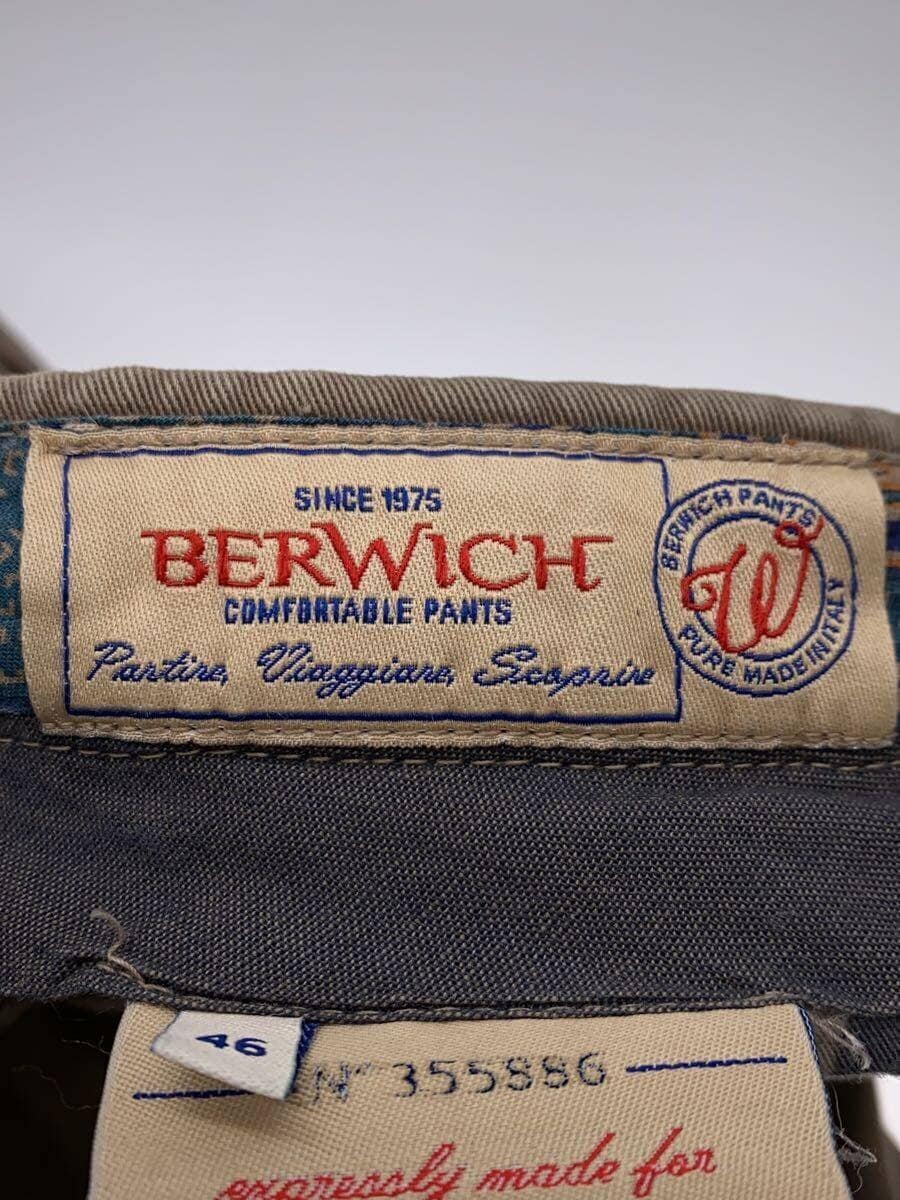 SINCE 1975
BERWICH
COMFORTABLE PANTS
Partire, Viaggiare, Scoprire
BERWICH PANTS
W
PURE MADE IN ITALY
46
N° 355886
expressly made for